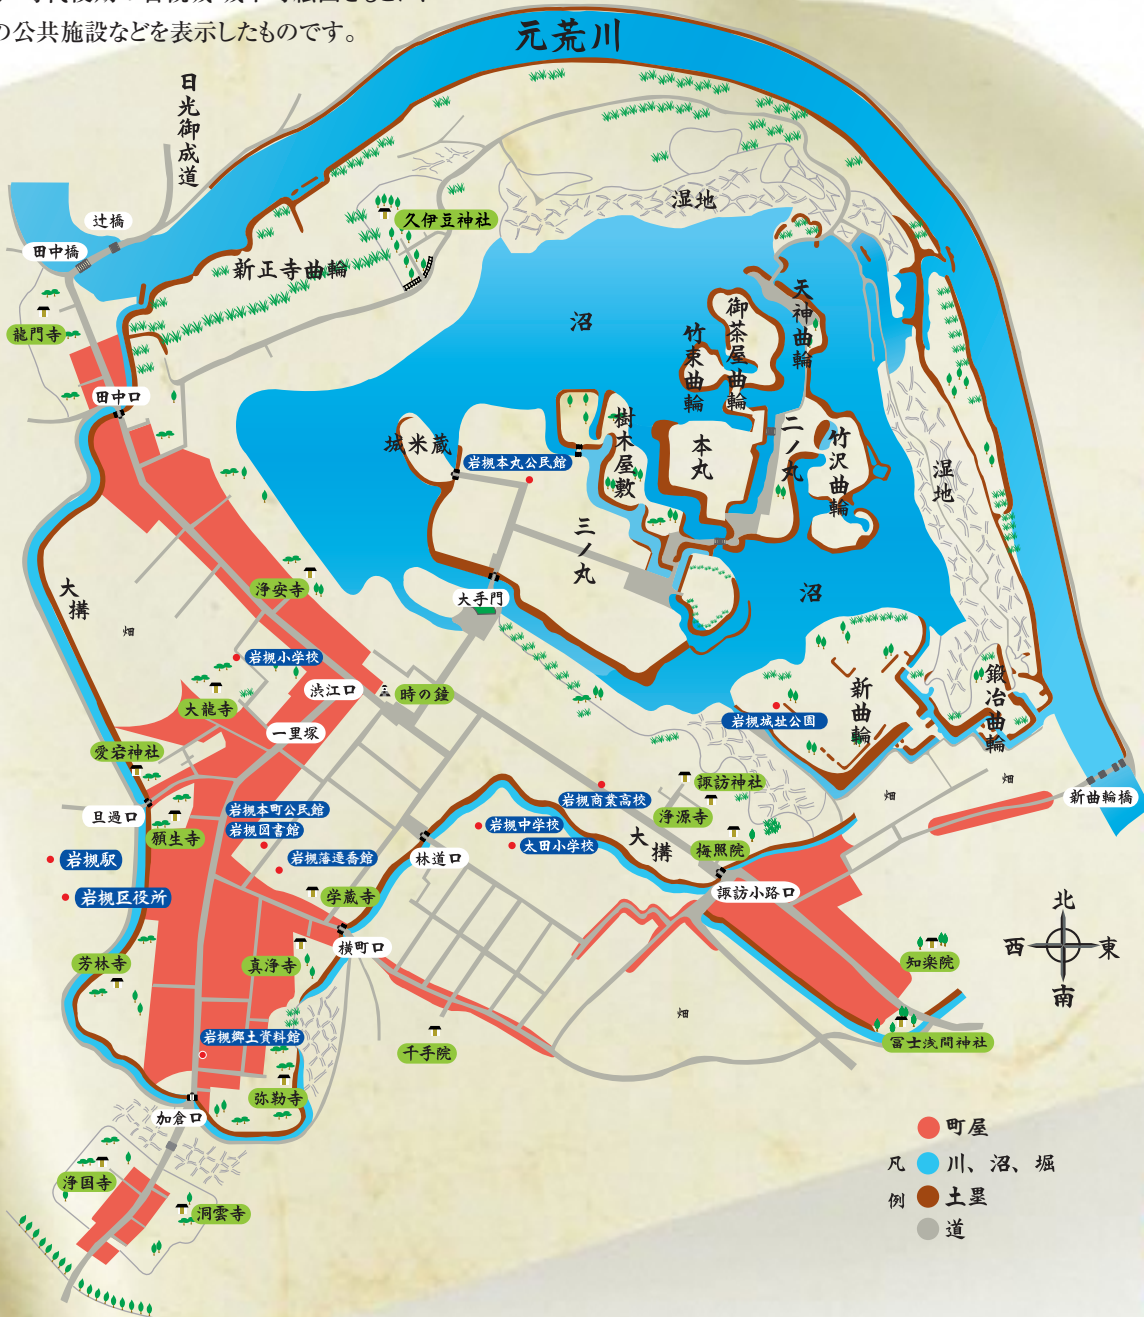 の公共施設などを表示したものです。
元荒川
日光御成道
辻橋
田中橋
龍門寺
新正寺曲輪
久伊豆神社
湿地
沼
天神曲輪
御茶屋曲輪
竹束曲輪
田中口
城米蔵
岩槻本丸公民館
樹木屋敷
本丸
二ノ丸
竹沢曲輪
湿地
三ノ丸
大構
畑
浄安寺
大手門
沼
岩槻小学校
大龍寺
渋江口
時の鐘
一里塚
新曲輪
鍛冶曲輪
岩槻城址公園
愛宕神社
旦過口
願生寺
岩槻本町公民館
岩槻図書館
岩槻藩遷喬館
岩槻駅
岩槻区役所
林道口
岩槻中学校
太田小学校
岩槻商業高校
大構
諏訪神社
浄源寺
梅照院
畑
畑
新曲輪橋
諏訪小路口
学蔵寺
横町口
芳林寺
真浄寺
知楽院
北
西
東
南
畑
千手院
冨士浅間神社
岩槻郷土資料館
弥勒寺
加倉口
浄国寺
洞雲寺
凡例
町屋
川、沼、堀
土塁
道